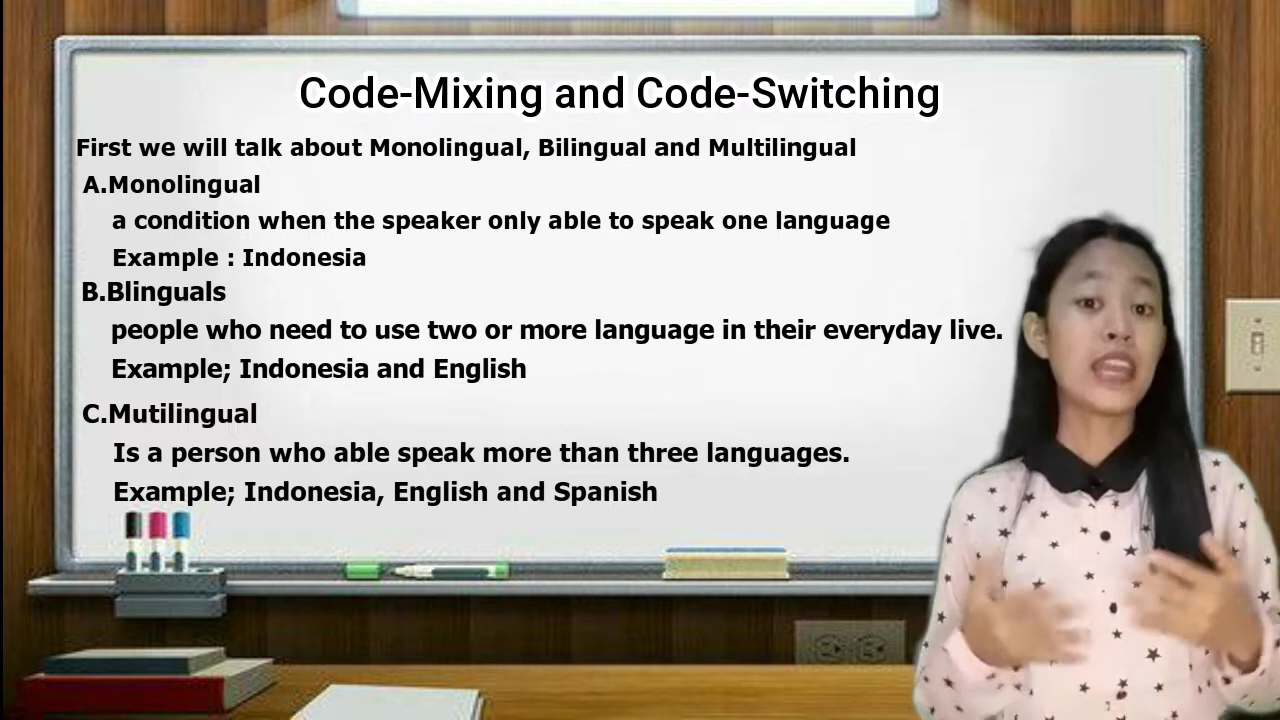 Code-Mixing and Code-Switching
First we will talk about Monolingual, Bilingual and Multilingual
A.Monolingual
a condition when the speaker only able to speak one language
Example : Indonesia
B.Blinguals
people who need to use two or more language in their everyday live.
Example; Indonesia and English
C.Mutilingual
Is a person who able speak more than three languages.
Example; Indonesia, English and Spanish